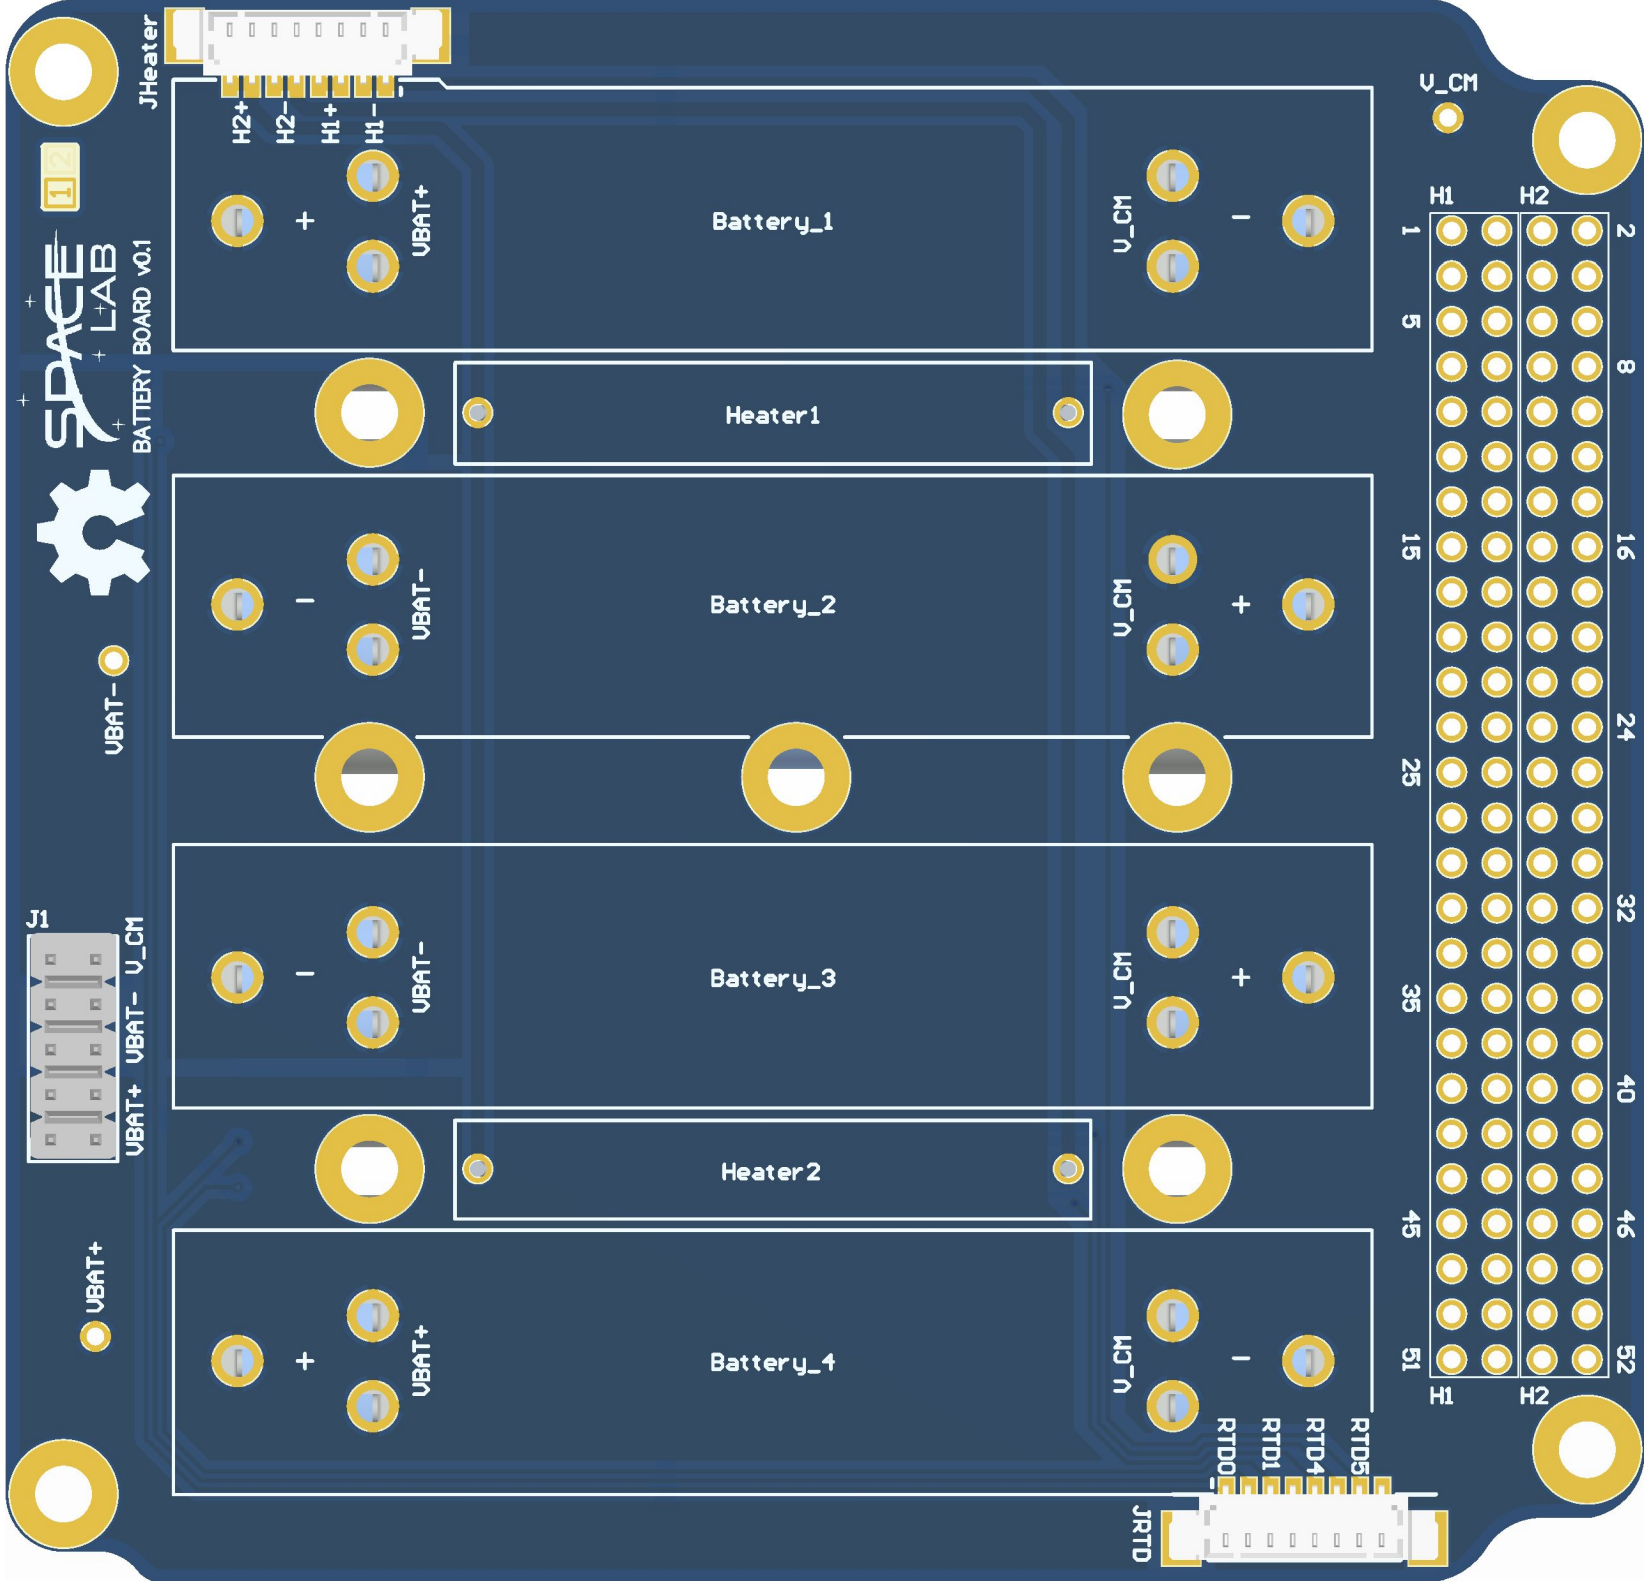 JHeater
H2+
H2-
H1+
H1-
V_CM
1
2
SPACE
LAB
BATTERY BOARD v0.1
+
VBAT+
Battery_1
V_CM
-
H1
H2
1
2
5
8
Heater1
-
VBAT-
Battery_2
V_CM
+
15
16
VBAT-
24
25
J1
V_CM
VBAT-
VBAT+
-
VBAT-
Battery_3
V_CM
+
32
35
40
Heater2
45
46
VBAT+
+
VBAT+
Battery_4
V_CM
-
51
52
H1
H2
RTD0
RTD1
RTD4
RTD5
JRTD